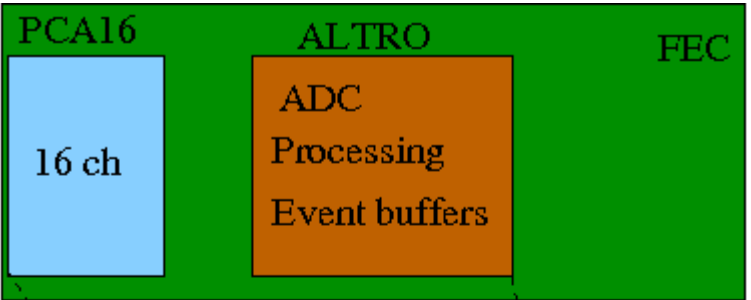 PCA16
ALTRO
FEC
16 ch
ADC
Processing
Event buffers